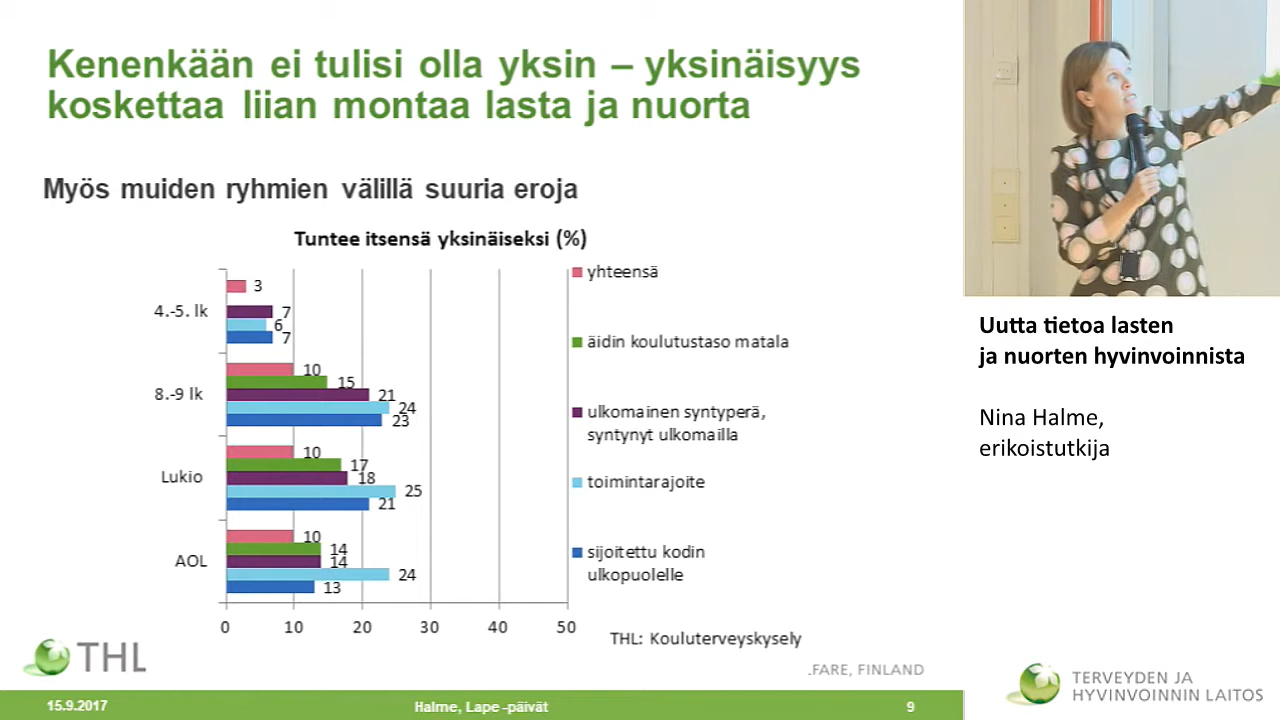 Kenenkään ei tulisi olla yksin – yksinäisyys
koskettaa liian montaa lasta ja nuorta
Myös muiden ryhmien välillä suuria eroja
Tuntee itsensä yksinäiseksi (%)
4.-5. lk
3
7
6
7
8.-9 lk
10
15
21
24
23
Lukio
10
17
18
25
21
AOL
10
14
14
24
13
0 10 20 30 40 50
yhteensä
äidin koulutustaso matala
ulkomainen syntyperä,
syntynyt ulkomailla
toimintarajoite
sijoitettu kodin
ulkopuolelle
THL: Kouluterveyskysely
THL
FARE, FINLAND
15.9.2017
Halme, Lape -päivät
9
Uutta tietoa lasten
ja nuorten hyvinvoinnista
Nina Halme,
erikoistutkija
TERVEYDEN JA
HYVINVOINNIN LAITOS